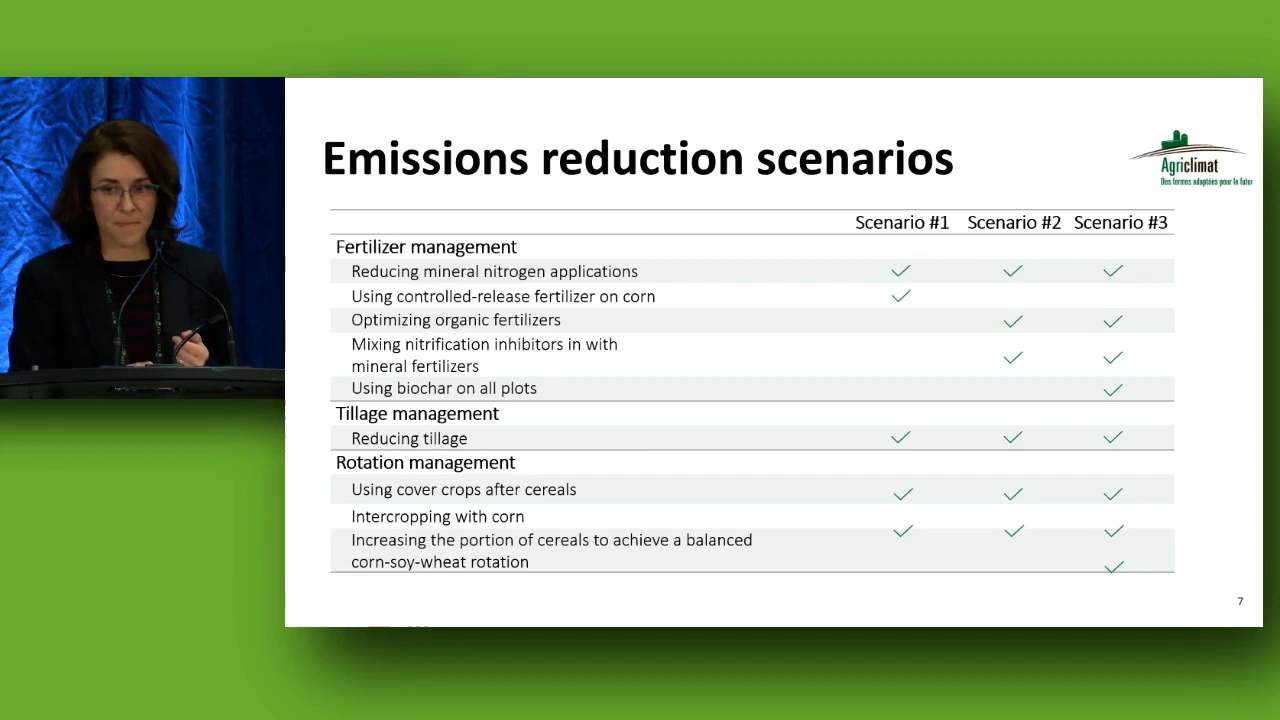 Emissions reduction scenarios
Agriclimat
Des fermes adaptées pour le futur
Scenario #1 Scenario #2 Scenario #3
Fertilizer management
Reducing mineral nitrogen applications ✓ ✓ ✓
Using controlled-release fertilizer on corn ✓
Optimizing organic fertilizers ✓ ✓
Mixing nitrification inhibitors in with
mineral fertilizers ✓ ✓
Using biochar on all plots ✓
Tillage management
Reducing tillage ✓ ✓ ✓
Rotation management
Using cover crops after cereals ✓ ✓ ✓
Intercropping with corn ✓ ✓ ✓
Increasing the portion of cereals to achieve a balanced
corn-soy-wheat rotation ✓
7